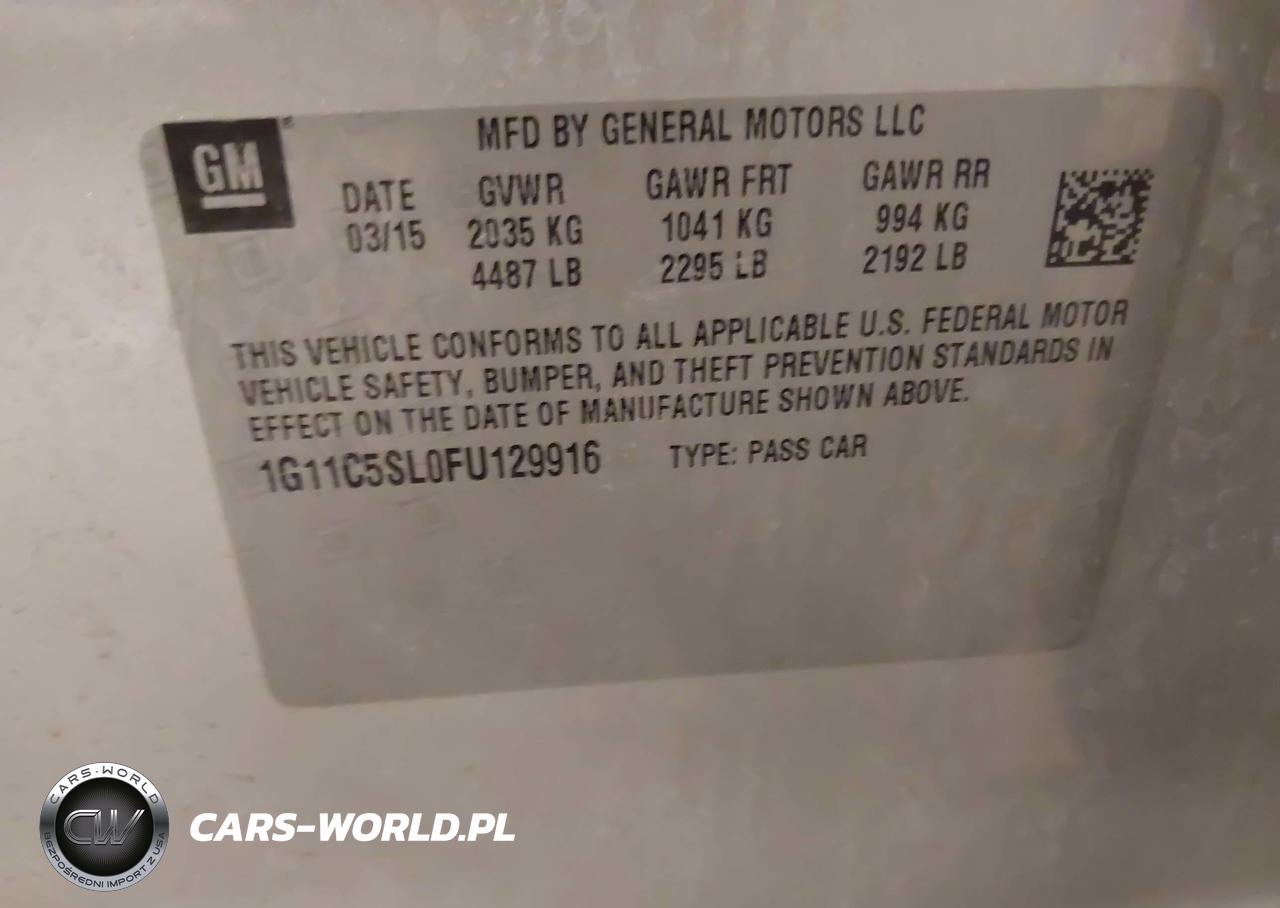 GM
MFD BY GENERAL MOTORS LLC
DATE GVWR GAWR FRT GAWR RR
03/15 2035 KG 1041 KG 994 KG
4487 LB 2295 LB 2192 LB
THIS VEHICLE CONFORMS TO ALL APPLICABLE U.S. FEDERAL MOTOR
VEHICLE SAFETY, BUMPER, AND THEFT PREVENTION STANDARDS IN
EFFECT ON THE DATE OF MANUFACTURE SHOWN ABOVE.
1G11C5SL0FU129916 TYPE: PASS CAR
CARS-WORLD
CW
BEZPOŚREDNI IMPORT Z USA
CARS-WORLD.PL